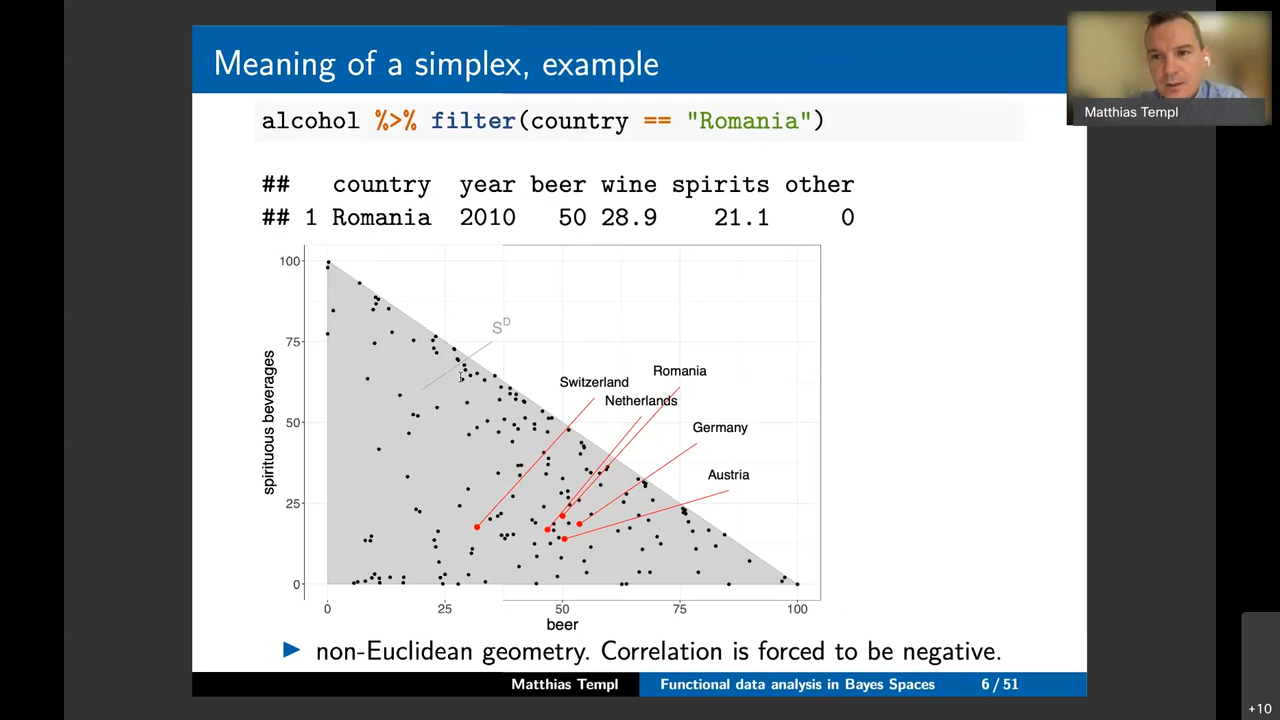 Meaning of a simplex, example
Matthias Templ
alcohol %>% filter(country == "Romania")
## country year beer wine spirits other
## 1 Romania 2010 50 28.9 21.1 0
100
75
50
25
0
spirituous beverages
S^D
Switzerland
Romania
Netherlands
Germany
Austria
0 25 50 75 100
beer
► non-Euclidean geometry. Correlation is forced to be negative.
Matthias Templ Functional data analysis in Bayes Spaces 6 / 51
+10